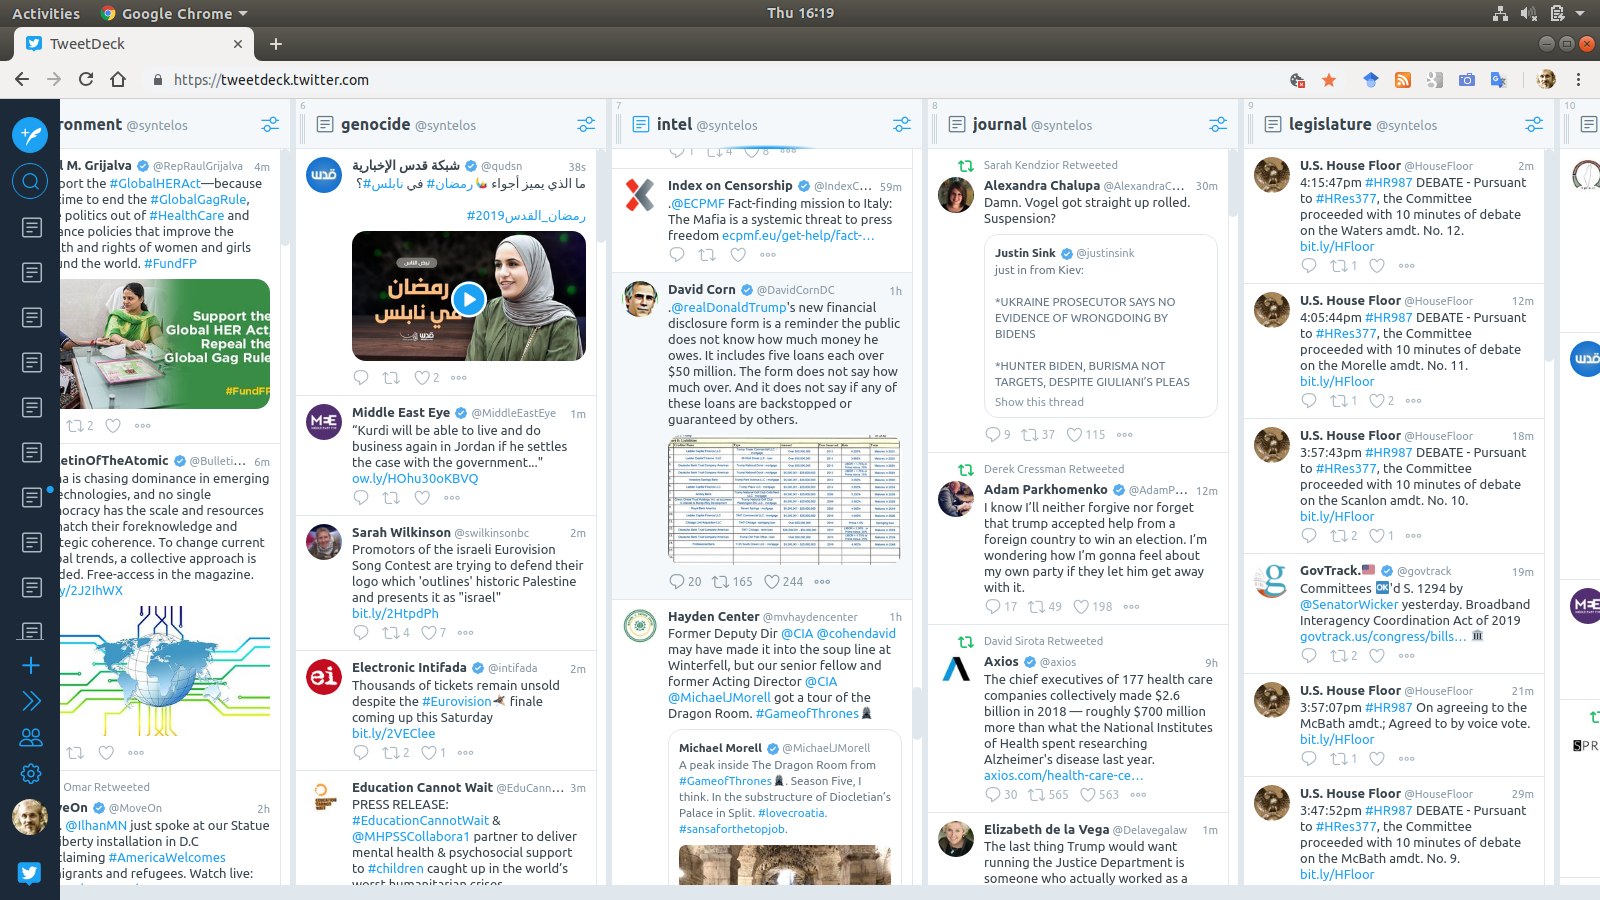 Activities
Google Chrome
Thu 16:19
TweetDeck
https://tweetdeck.twitter.com
ronment @syntelos
l M. Grijalva @RepRaulGrijalva 4m
port the #GlobalHERAct—because
time to end the #GlobalGagRule,
politics out of #HealthCare and
ance policies that improve the
lth and rights of women and girls
und the world. #FundFP
Support the
Global HER Act.
Repeal the
Global Gag Rule
#FundFP
2
etinOfTheAtomic @Bulleti... 6m
na is chasing dominance in emerging
echnologies, and no single
nocracy has the scale and resources
natch their foreknowledge and
tegic coherence. To change current
bal trends, a collective approach is
ded. Free-access in the magazine.
y/2J2IhWX
Omar Retweeted
veOn @MoveOn 2h
. @IlhanMN just spoke at our Statue
iberty installation in D.C
claiming #AmericaWelcomes
nigrants and refugees. Watch live:
6
genocide @syntelos
شبكة قدس الإخبارية @qudsn 38s
ما الذي يميز أجواء #رمضان في #نابلس؟
#رمضان_القدس2019
نبض الناس
رمضان
في نابلس
قدس
2
Middle East Eye @MiddleEastEye 1m
“Kurdi will be able to live and do
business again in Jordan if he settles
the case with the government..."
ow.ly/HOhu30oKBVQ
Sarah Wilkinson @swilkinsonbc 2m
Promotors of the israeli Eurovision
Song Contest are trying to defend their
logo which 'outlines' historic Palestine
and presents it as "israel"
bit.ly/2HtpdPh
4 7
Electronic Intifada @intifada 2m
Thousands of tickets remain unsold
despite the #Eurovision finale
coming up this Saturday
bit.ly/2VEClee
2 1
Education Cannot Wait @EduCann... 3m
PRESS RELEASE:
#EducationCannotWait &
@MHPSSCollabora1 partner to deliver
mental health & psychosocial support
to #children caught up in the world’s
worst humanitarian crises
7
intel @syntelos
1 4 8
Index on Censorship @IndexC... 59m
.@ECPMF Fact-finding mission to Italy:
The Mafia is a systemic threat to press
freedom ecpmf.eu/get-help/fact-...
David Corn @DavidCornDC 1h
.@realDonaldTrump's new financial
disclosure form is a reminder the public
does not know how much money he
owes. It includes five loans each over
$50 million. The form does not say how
much over. And it does not say if any of
these loans are backstopped or
guaranteed by others.
20 165 244
Hayden Center @mvhaydencenter 1h
Former Deputy Dir @CIA @cohendavid
may have made it into the soup line at
Winterfell, but our senior fellow and
former Acting Director @CIA
@MichaelJMorell got a tour of the
Dragon Room. #GameofThrones
Michael Morell @MichaelJMorell
A peak inside The Dragon Room from
#GameofThrones. Season Five, I
think. In the substructure of Diocletian’s
Palace in Split. #lovecroatia.
#sansaforthetopjob.
8
journal @syntelos
Sarah Kendzior Retweeted
Alexandra Chalupa @AlexandraC... 30m
Damn. Vogel got straight up rolled.
Suspension?
Justin Sink @justinsink
just in from Kiev:
*UKRAINE PROSECUTOR SAYS NO
EVIDENCE OF WRONGDOING BY
BIDENS
*HUNTER BIDEN, BURISMA NOT
TARGETS, DESPITE GIULIANI’S PLEAS
Show this thread
9 37 115
Derek Cressman Retweeted
Adam Parkhomenko @AdamP... 12m
I know I’ll neither forgive nor forget
that trump accepted help from a
foreign country to win an election. I’m
wondering how I’m gonna feel about
my own party if they let him get away
with it.
17 49 198
David Sirota Retweeted
Axios @axios 9h
The chief executives of 177 health care
companies collectively made $2.6
billion in 2018 — roughly $700 million
more than what the National Institutes
of Health spent researching
Alzheimer's disease last year.
axios.com/health-care-ce...
30 565 563
Elizabeth de la Vega @Delavegalaw 1m
The last thing Trump would want
running the Justice Department is
someone who actually worked as a
9
legislature @syntelos
U.S. House Floor @HouseFloor 2m
4:15:47pm #HR987 DEBATE - Pursuant
to #HRes377, the Committee
proceeded with 10 minutes of debate
on the Waters amdt. No. 12.
bit.ly/HFloor
1
U.S. House Floor @HouseFloor 12m
4:05:44pm #HR987 DEBATE - Pursuant
to #HRes377, the Committee
proceeded with 10 minutes of debate
on the Morelle amdt. No. 11.
bit.ly/HFloor
1 2
U.S. House Floor @HouseFloor 18m
3:57:43pm #HR987 DEBATE - Pursuant
to #HRes377, the Committee
proceeded with 10 minutes of debate
on the Scanlon amdt. No. 10.
bit.ly/HFloor
2 1
GovTrack. @govtrack 19m
Committees OK'd S. 1294 by
@SenatorWicker yesterday. Broadband
Interagency Coordination Act of 2019
govtrack.us/congress/bills...
2
U.S. House Floor @HouseFloor 21m
3:57:07pm #HR987 On agreeing to the
McBath amdt.; Agreed to by voice vote.
bit.ly/HFloor
1
U.S. House Floor @HouseFloor 29m
3:47:52pm #HR987 DEBATE - Pursuant
to #HRes377, the Committee
proceeded with 10 minutes of debate
on the McBath amdt. No. 9.
bit.ly/HFloor
10
SPR